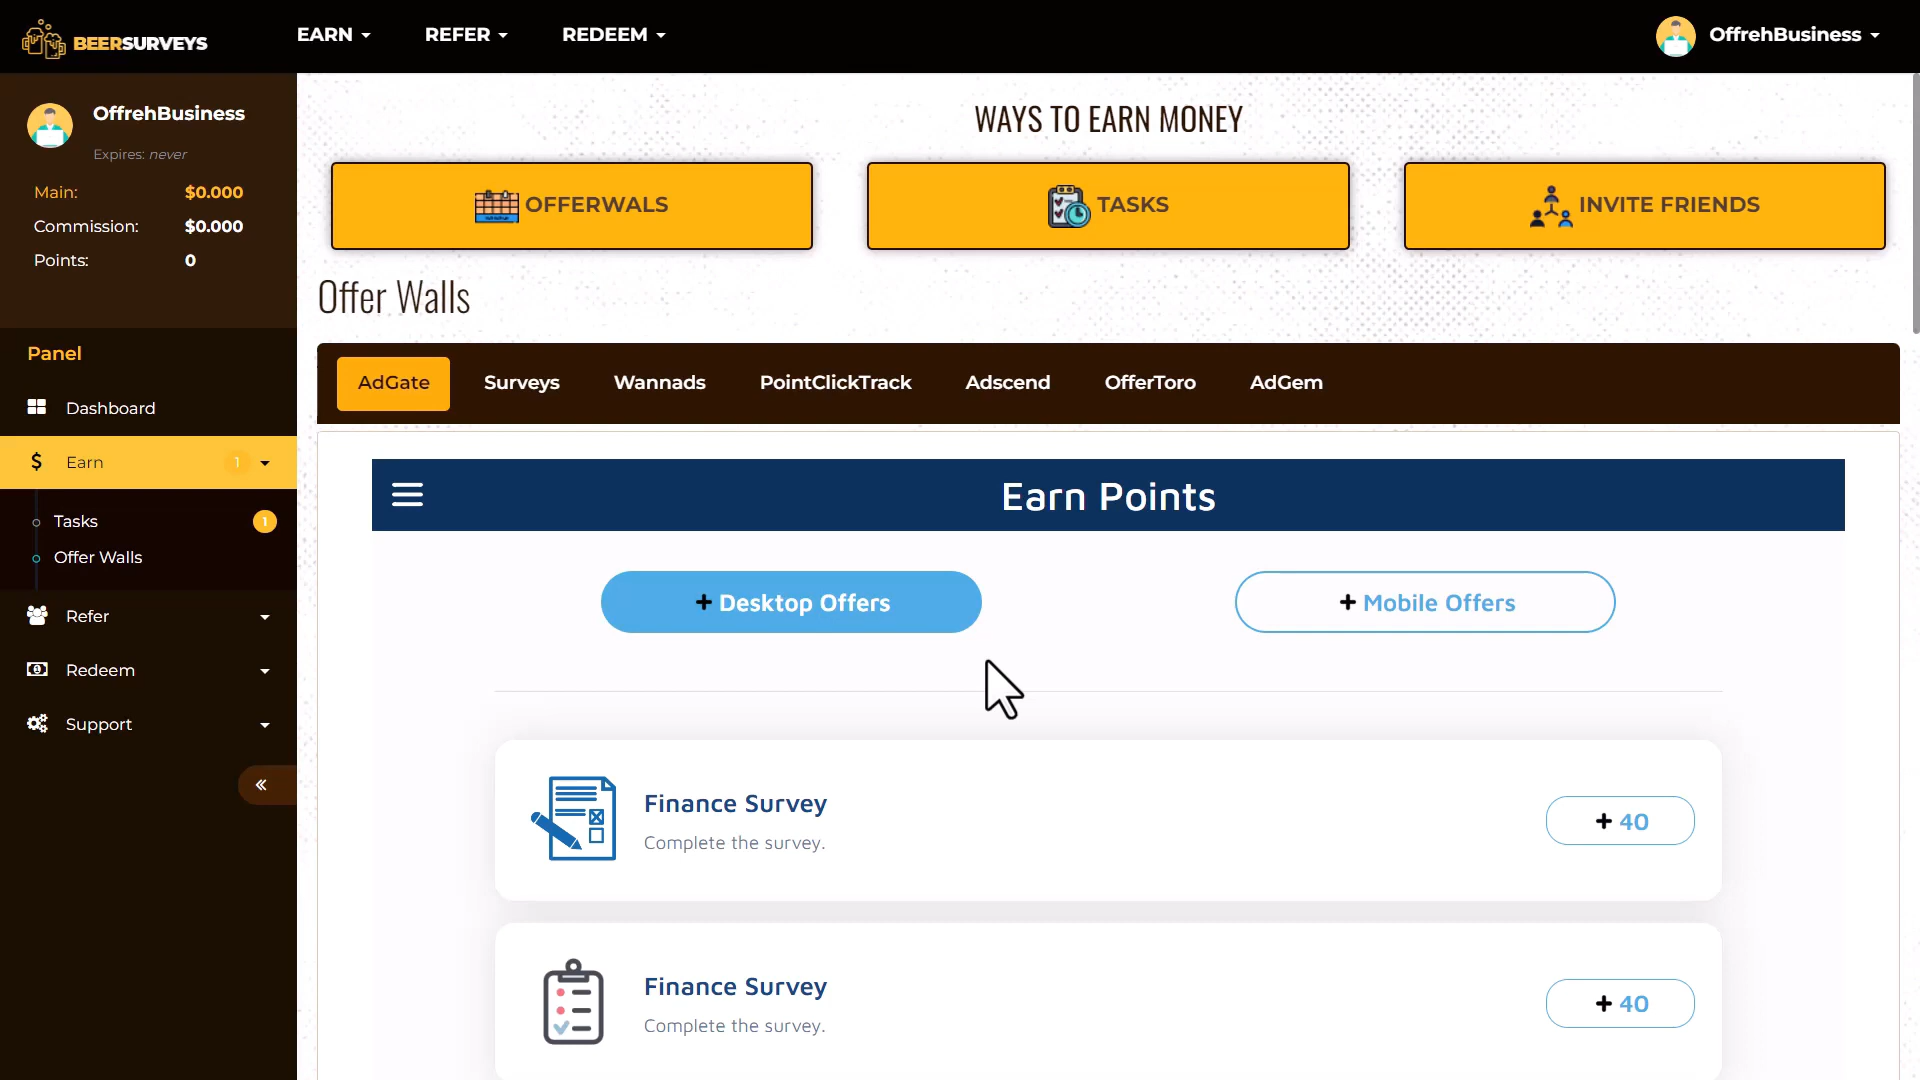 BEERSURVEYS
EARN
REFER
REDEEM
OffrehBusiness
OffrehBusiness
Expires: never
Main: $0.000
Commission: $0.000
Points: 0
Panel
Dashboard
Earn 1
Tasks 1
Offer Walls
Refer
Redeem
Support
WAYS TO EARN MONEY
OFFERWALS
TASKS
INVITE FRIENDS
Offer Walls
AdGate Surveys Wannads PointClickTrack Adscend OfferToro AdGem
Earn Points
+ Desktop Offers
+ Mobile Offers
Finance Survey
Complete the survey.
+ 40
Finance Survey
Complete the survey.
+ 40